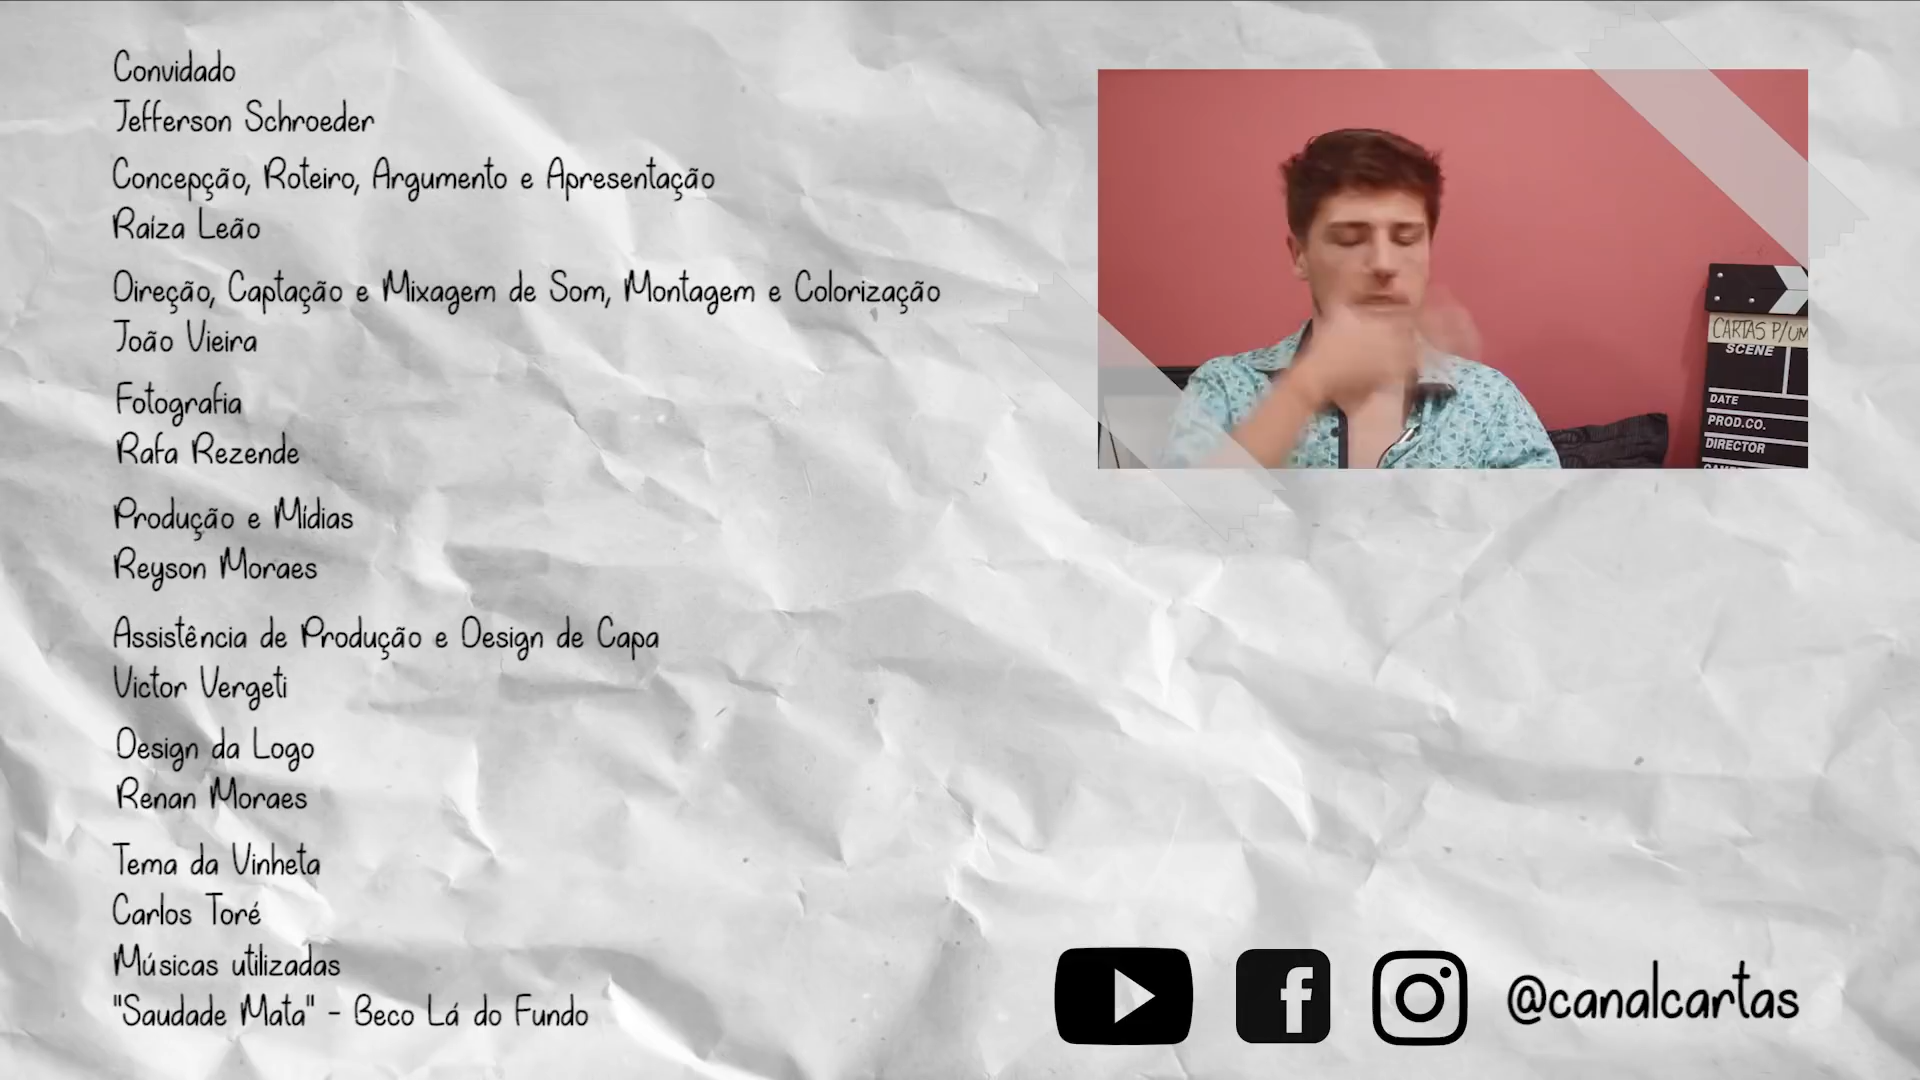 Convidado
Jefferson Schroeder
Concepção, Roteiro, Argumento e Apresentação
Raíza Leão
Direção, Captação e Mixagem de Som, Montagem e Colorização
João Vieira
Fotografia
Rafa Rezende
Produção e Mídias
Reyson Moraes
Assistência de Produção e Design de Capa
Victor Vergeti
Design da Logo
Renan Moraes
Tema da Vinheta
Carlos Toré
Músicas utilizadas
"Saudade Mata" - Beco Lá do Fundo
CARTAS P/UM
SCENE
DATE
PROD.CO.
DIRECTOR
@canalcartas